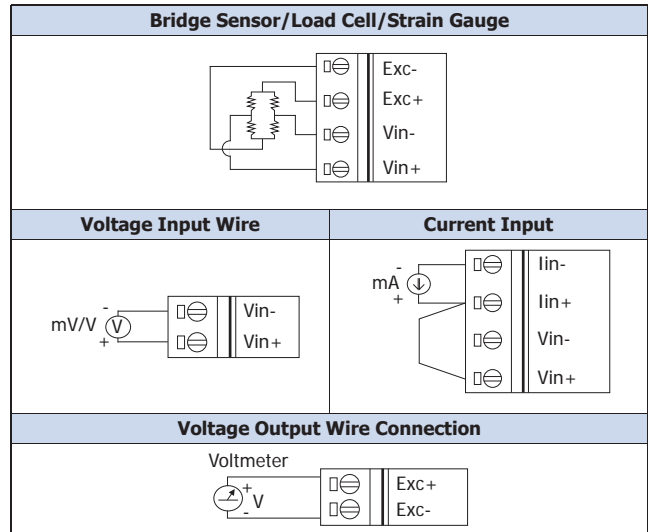 Bridge Sensor/Load Cell/Strain Gauge
Exc-
Exc+
Vin-
Vin+
Voltage Input Wire
Current Input
mV/V
-
+
V
Vin-
Vin+
mA
-
+
Iin-
Iin+
Vin-
Vin+
Voltage Output Wire Connection
Voltmeter
+
V
-
Exc+
Exc-